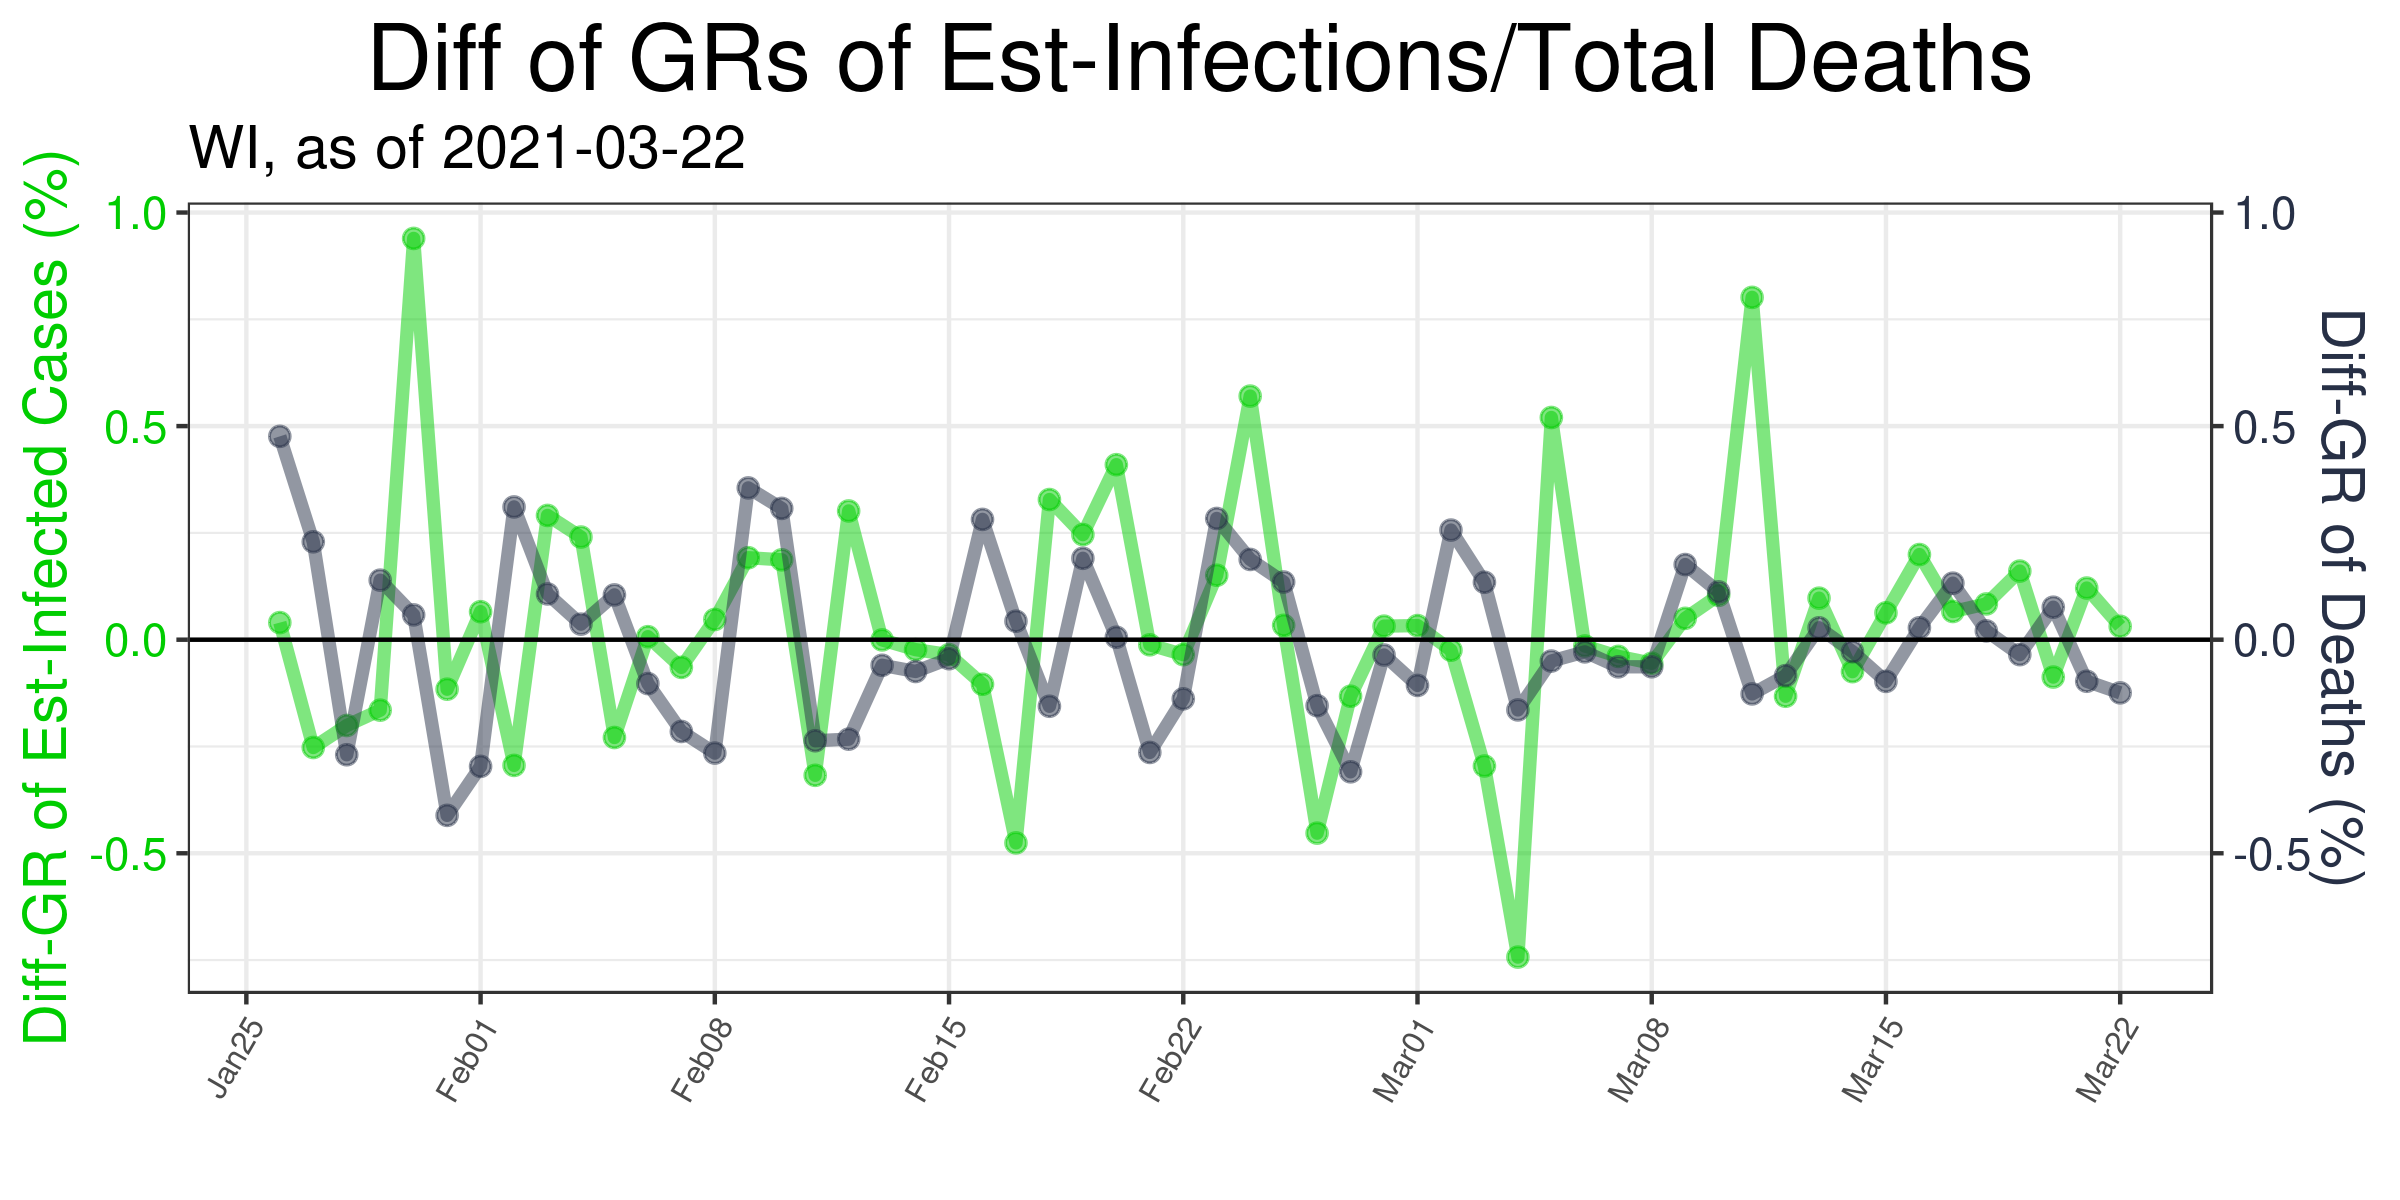 Diff of GRs of Est-Infections/Total Deaths
WI, as of 2021-03-22
Diff-GR of Est-Infected Cases (%)
1.0
0.5
0.0
-0.5
1.0
0.5
0.0
-0.5
Diff-GR of Deaths (%)
Jan25
Feb01
Feb08
Feb15
Feb22
Mar01
Mar08
Mar15
Mar22